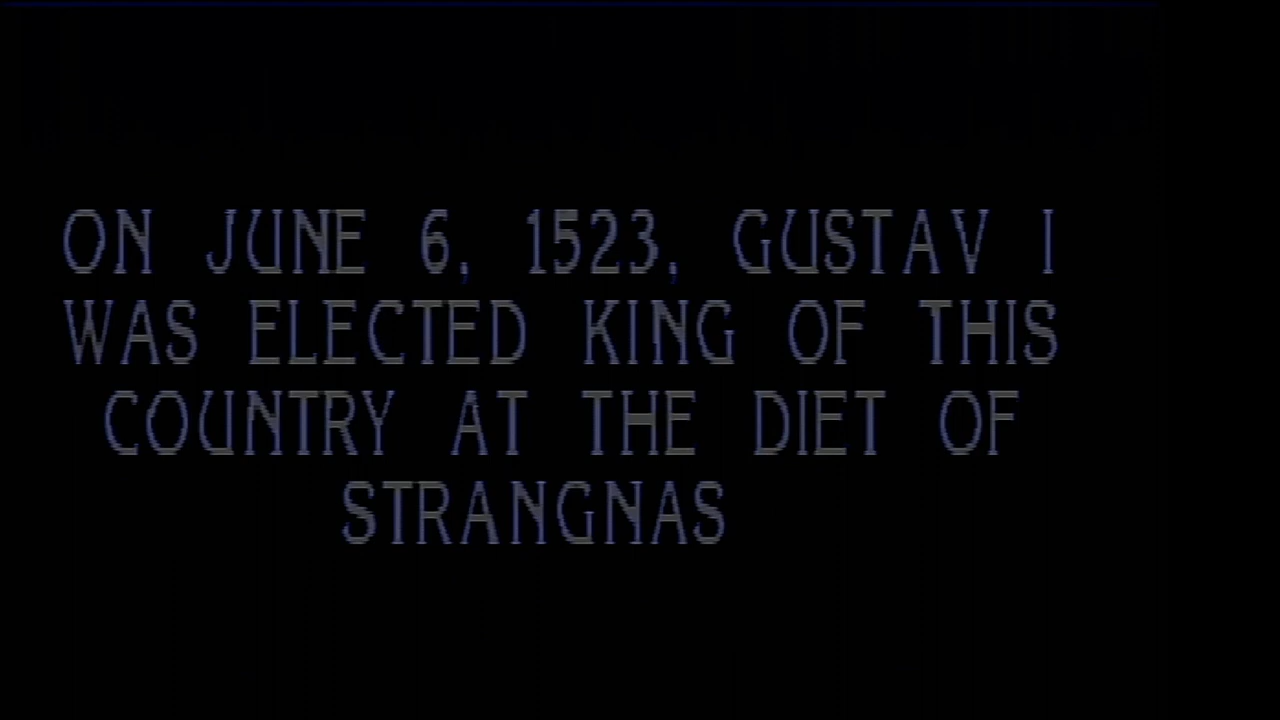 ON JUNE 6, 1523, GUSTAV I
WAS ELECTED KING OF THIS
COUNTRY AT THE DIET OF
STRANGNAS